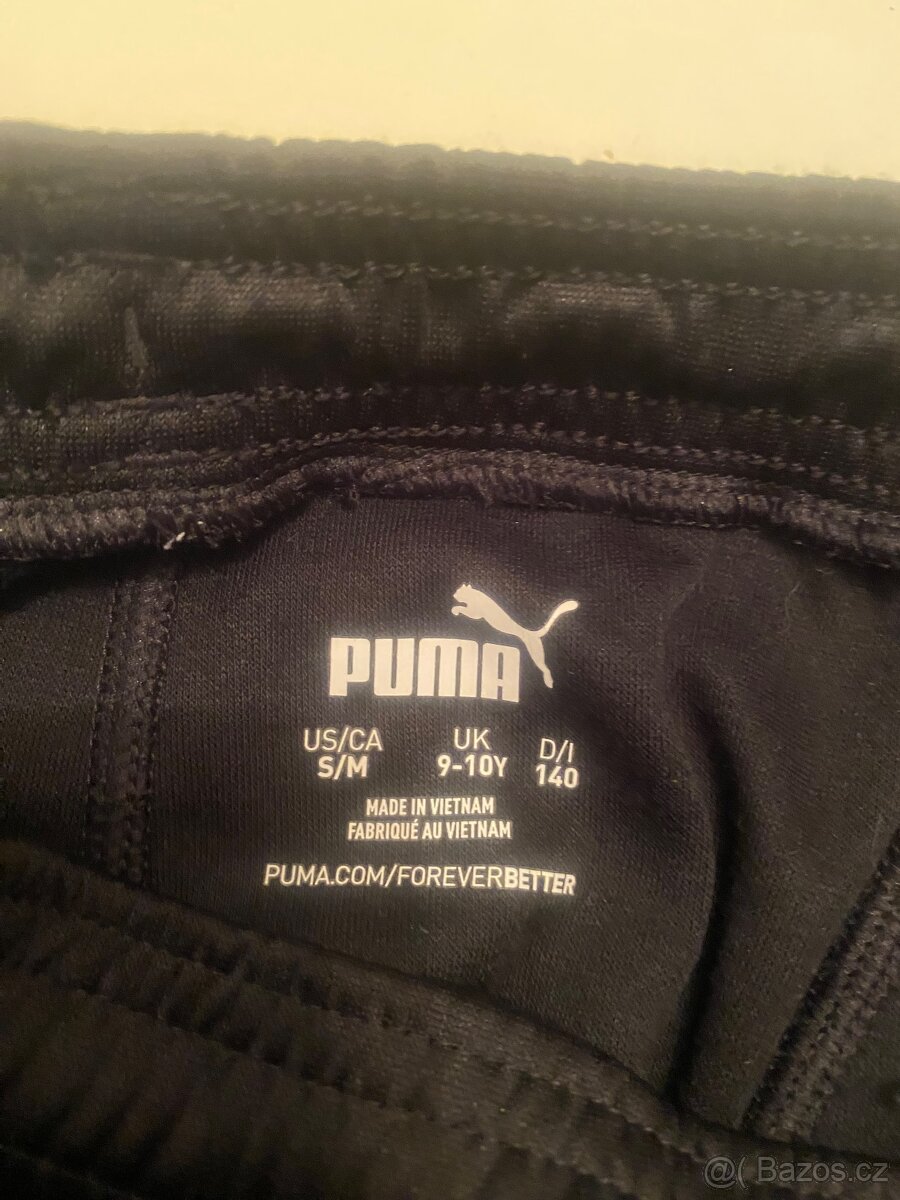 PUMA
US/CA UK D/I
S/M 9-10Y 140
MADE IN VIETNAM
FABRIQUÉ AU VIETNAM
PUMA.COM/FOREVERBETTER
@( Bazos.cz